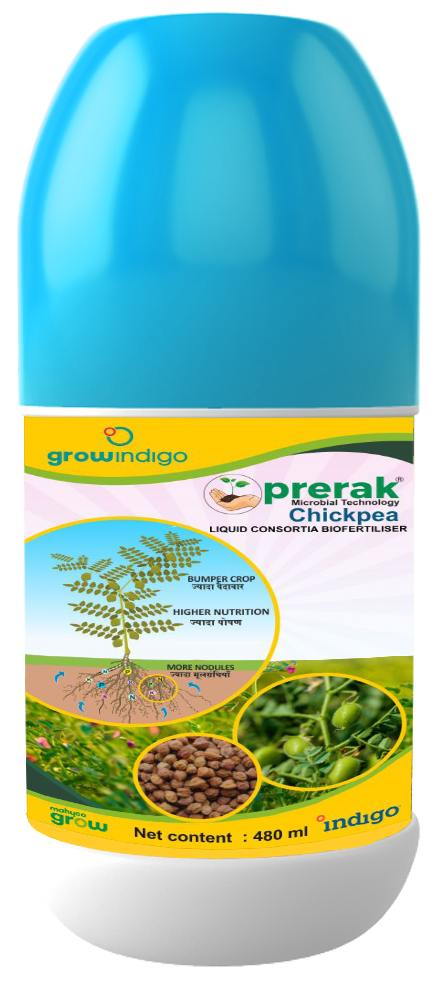 growindigo
prerak®
Microbial Technology
Chickpea
LIQUID CONSORTIA BIOFERTILISER
BUMPER CROP
ज्यादा पैदावार
HIGHER NUTRITION
ज्यादा पोषण
MORE NODULES
ज्यादा मूलग्रंथियाँ
mahyco
grow
Net content : 480 ml
indigo